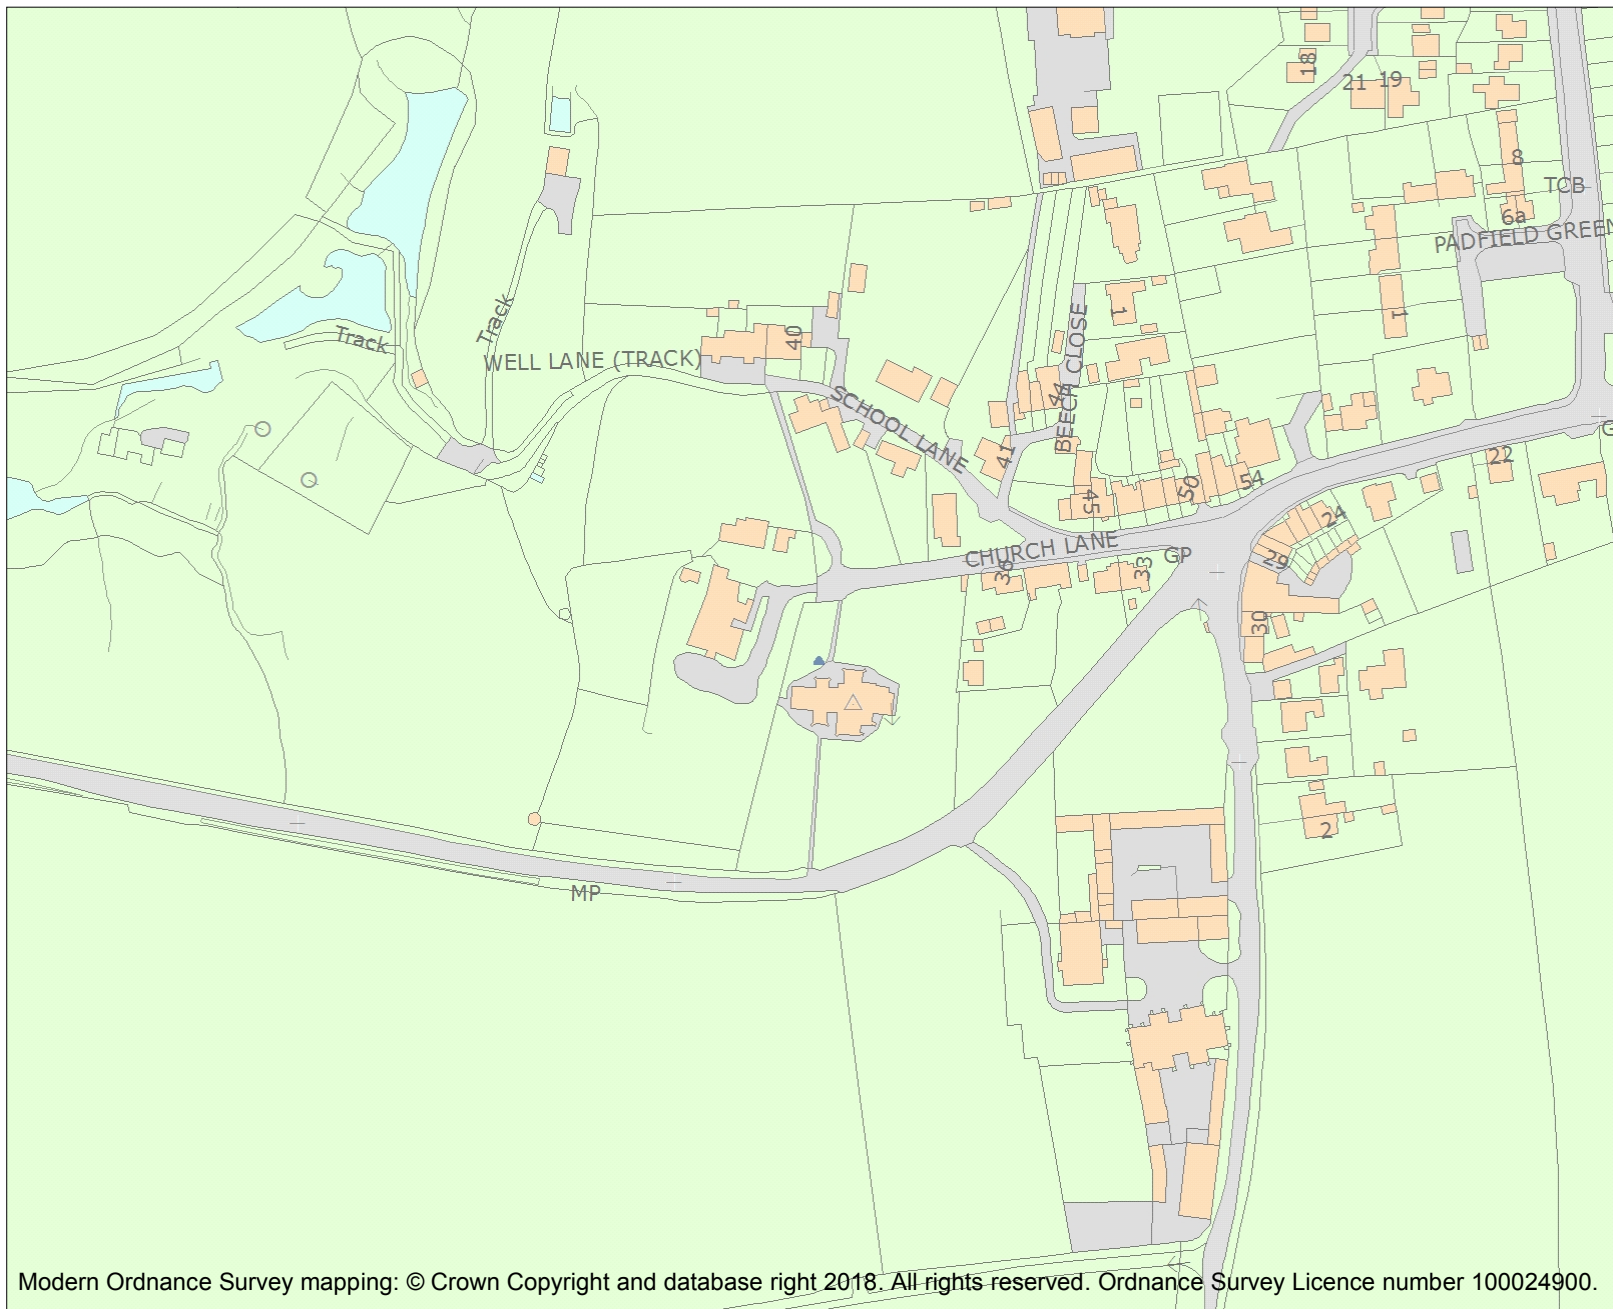 18
21
19
8
TCB
6a
PADFIELD GREEN
1
1
Track
Track
WELL LANE (TRACK)
40
SCHOOL LANE
BEECH CLOSE
44
41
45
50
54
22
24
29
CHURCH LANE
GP
36
33
30
2
MP
G
Modern Ordnance Survey mapping: © Crown Copyright and database right 2018. All rights reserved. Ordnance Survey Licence number 100024900.